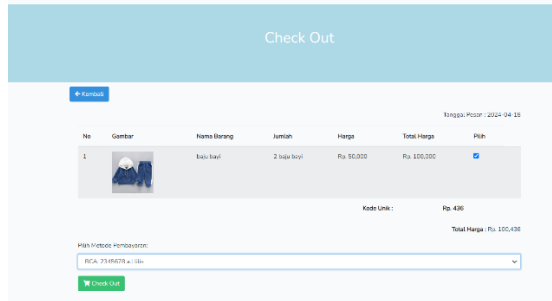 Check Out
Kembali
Tanggal Pesan : 2024-04-18
No Gambar Nama Barang Jumlah Harga Total Harga Pilih
1 baju bayi 2 baju bayi Rp. 50,000 Rp. 100,000
Kode Unik : Rp. 436
Total Harga : Rp. 100,436
Pilih Metode Pembayaran:
BCA: 2345678 a.n
Check Out